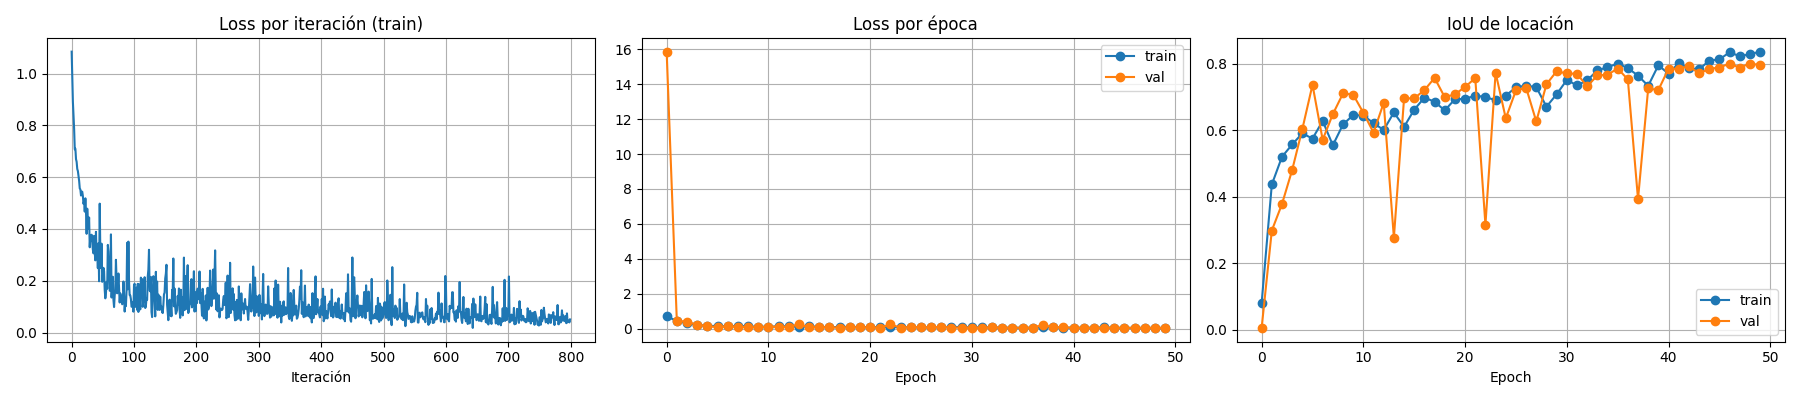 Loss por iteración (train)
1.0
0.8
0.6
0.4
0.2
0.0
0 100 200 300 400 500 600 700 800
Iteración
Loss por época
16
14
12
10
8
6
4
2
0
train
val
0 10 20 30 40 50
Epoch
IoU de locación
0.8
0.6
0.4
0.2
0.0
train
val
0 10 20 30 40 50
Epoch